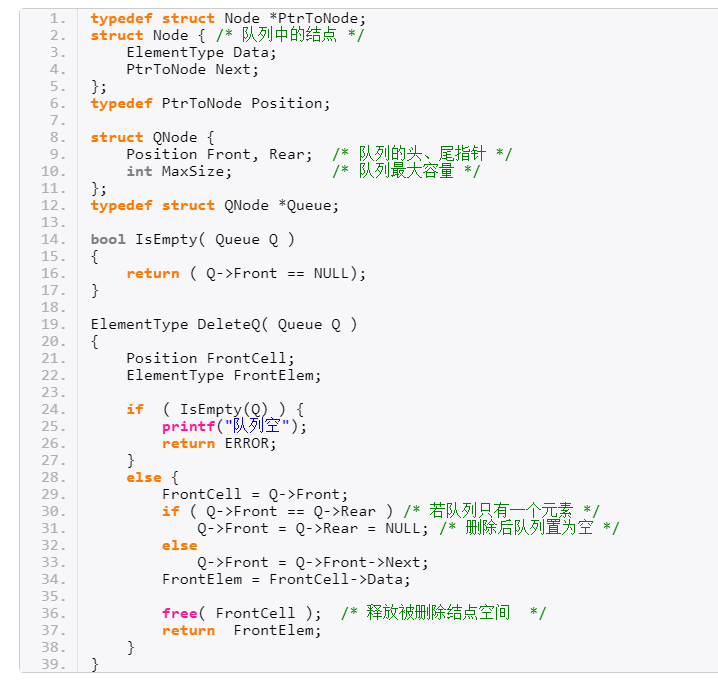 1. typedef struct Node *PtrToNode;
2. struct Node { /* 队列中的结点 */
3.     ElementType Data;
4.     PtrToNode Next;
5. };
6. typedef PtrToNode Position;
7.
8. struct QNode {
9.     Position Front, Rear;  /* 队列的头、尾指针 */
10.     int MaxSize;           /* 队列最大容量 */
11. };
12. typedef struct QNode *Queue;
13.
14. bool IsEmpty( Queue Q )
15. {
16.     return ( Q->Front == NULL);
17. }
18.
19. ElementType DeleteQ( Queue Q )
20. {
21.     Position FrontCell;
22.     ElementType FrontElem;
23.
24.     if  ( IsEmpty(Q) ) {
25.         printf("队列空");
26.         return ERROR;
27.     }
28.     else {
29.         FrontCell = Q->Front;
30.         if ( Q->Front == Q->Rear ) /* 若队列只有一个元素 */
31.             Q->Front = Q->Rear = NULL; /* 删除后队列置为空 */
32.         else
33.             Q->Front = Q->Front->Next;
34.         FrontElem = FrontCell->Data;
35.
36.         free( FrontCell );  /* 释放被删除结点空间  */
37.         return  FrontElem;
38.     }
39. }